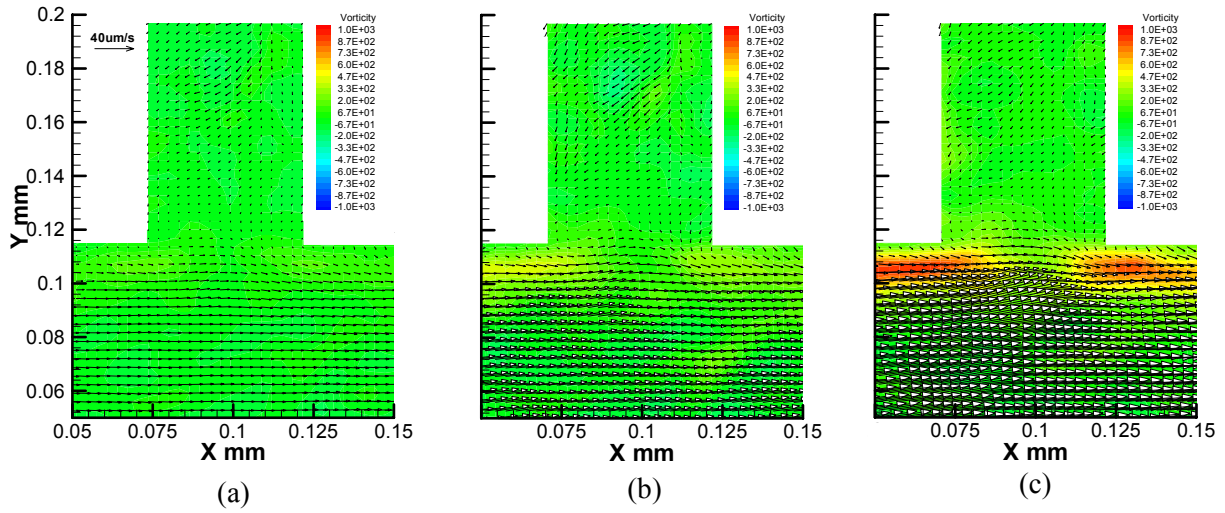 0.2
0.18
0.16
0.14
0.12
0.1
0.08
0.06
Y mm
40um/s
Vorticity
1.0E+03
8.7E+02
7.3E+02
6.0E+02
4.7E+02
3.3E+02
2.0E+02
6.7E+01
-6.7E+01
-2.0E+02
-3.3E+02
-4.7E+02
-6.0E+02
-7.3E+02
-8.7E+02
-1.0E+03
0.05 0.075 0.1 0.125 0.15
X mm
(a)
Vorticity
1.0E+03
8.7E+02
7.3E+02
6.0E+02
4.7E+02
3.3E+02
2.0E+02
6.7E+01
-6.7E+01
-2.0E+02
-3.3E+02
-4.7E+02
-6.0E+02
-7.3E+02
-8.7E+02
-1.0E+03
0.075 0.1 0.125 0.15
X mm
(b)
Vorticity
1.0E+03
8.7E+02
7.3E+02
6.0E+02
4.7E+02
3.3E+02
2.0E+02
6.7E+01
-6.7E+01
-2.0E+02
-3.3E+02
-4.7E+02
-6.0E+02
-7.3E+02
-8.7E+02
-1.0E+03
0.075 0.1 0.125 0.15
X mm
(c)